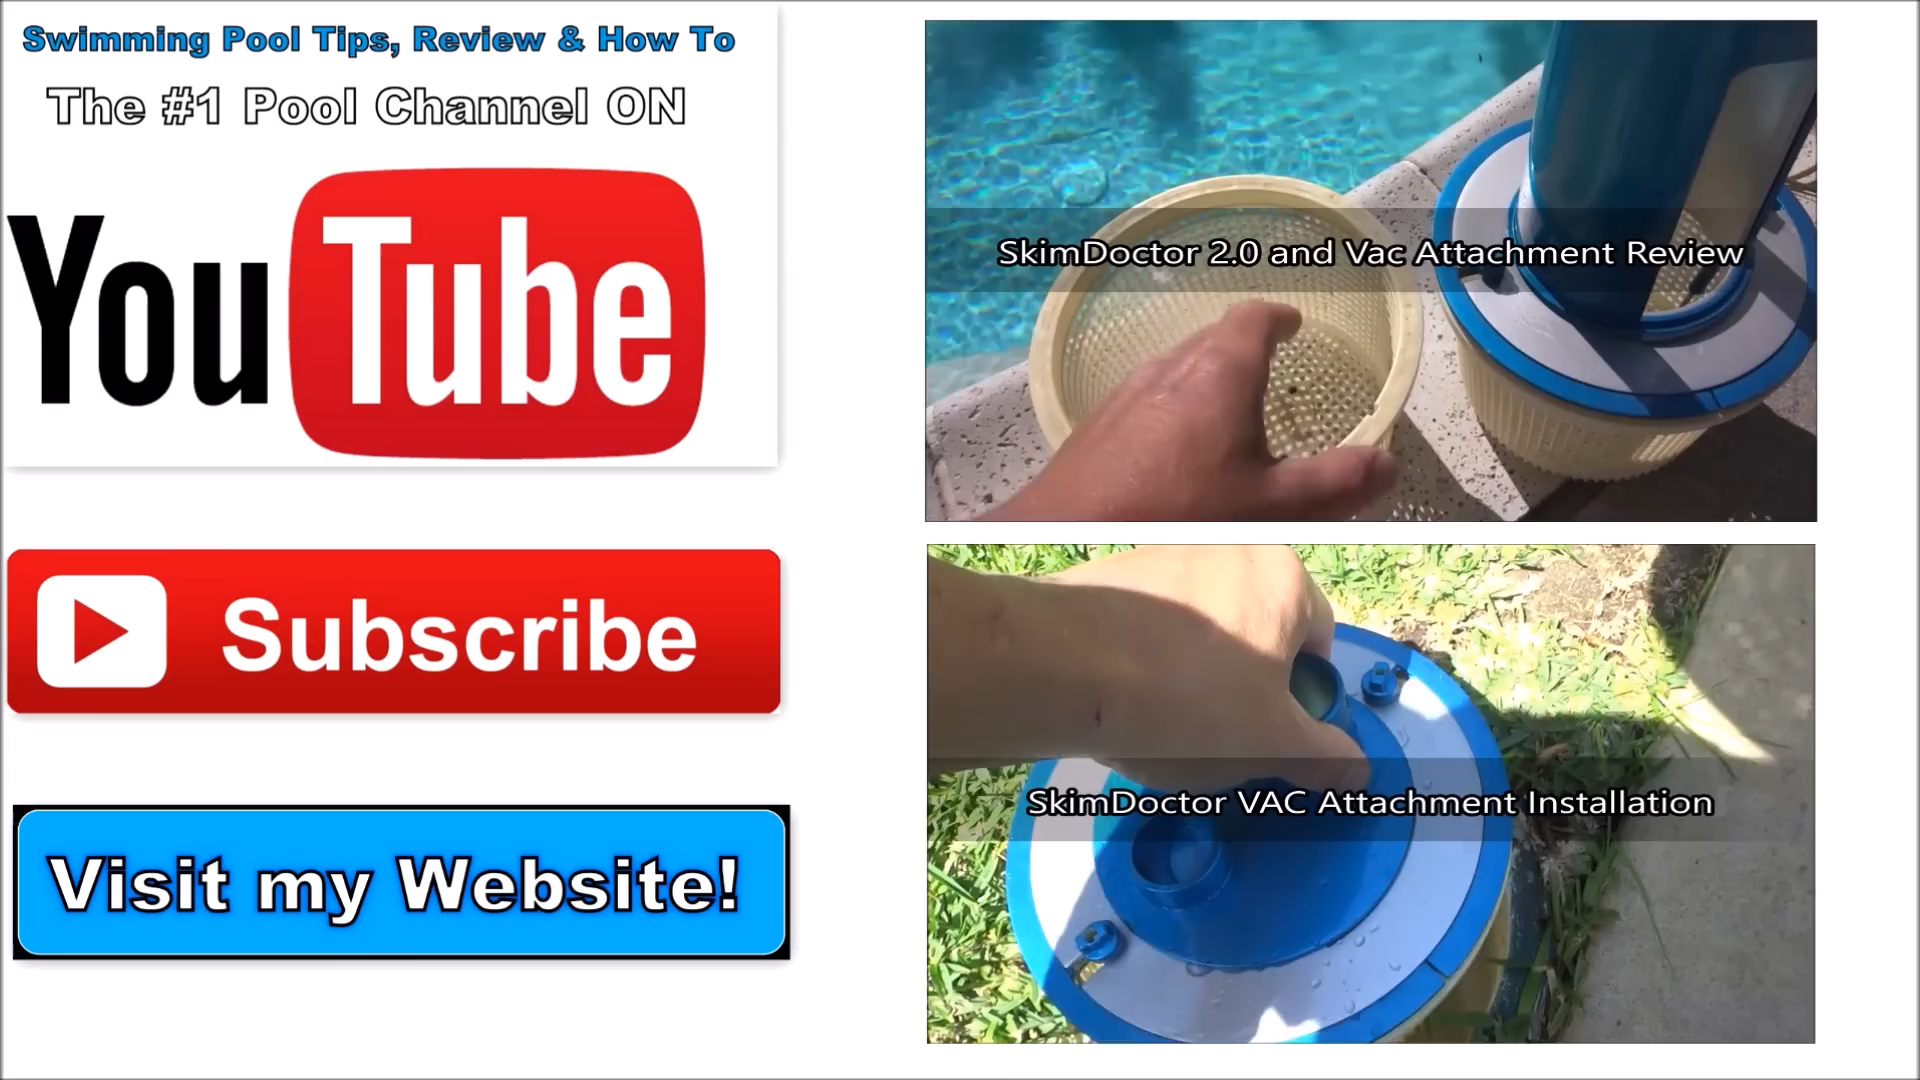 Swimming Pool Tips, Review & How To
The #1 Pool Channel ON
YouTube
Subscribe
Visit my Website!
SkimDoctor 2.0 and Vac Attachment Review
SkimDoctor VAC Attachment Installation